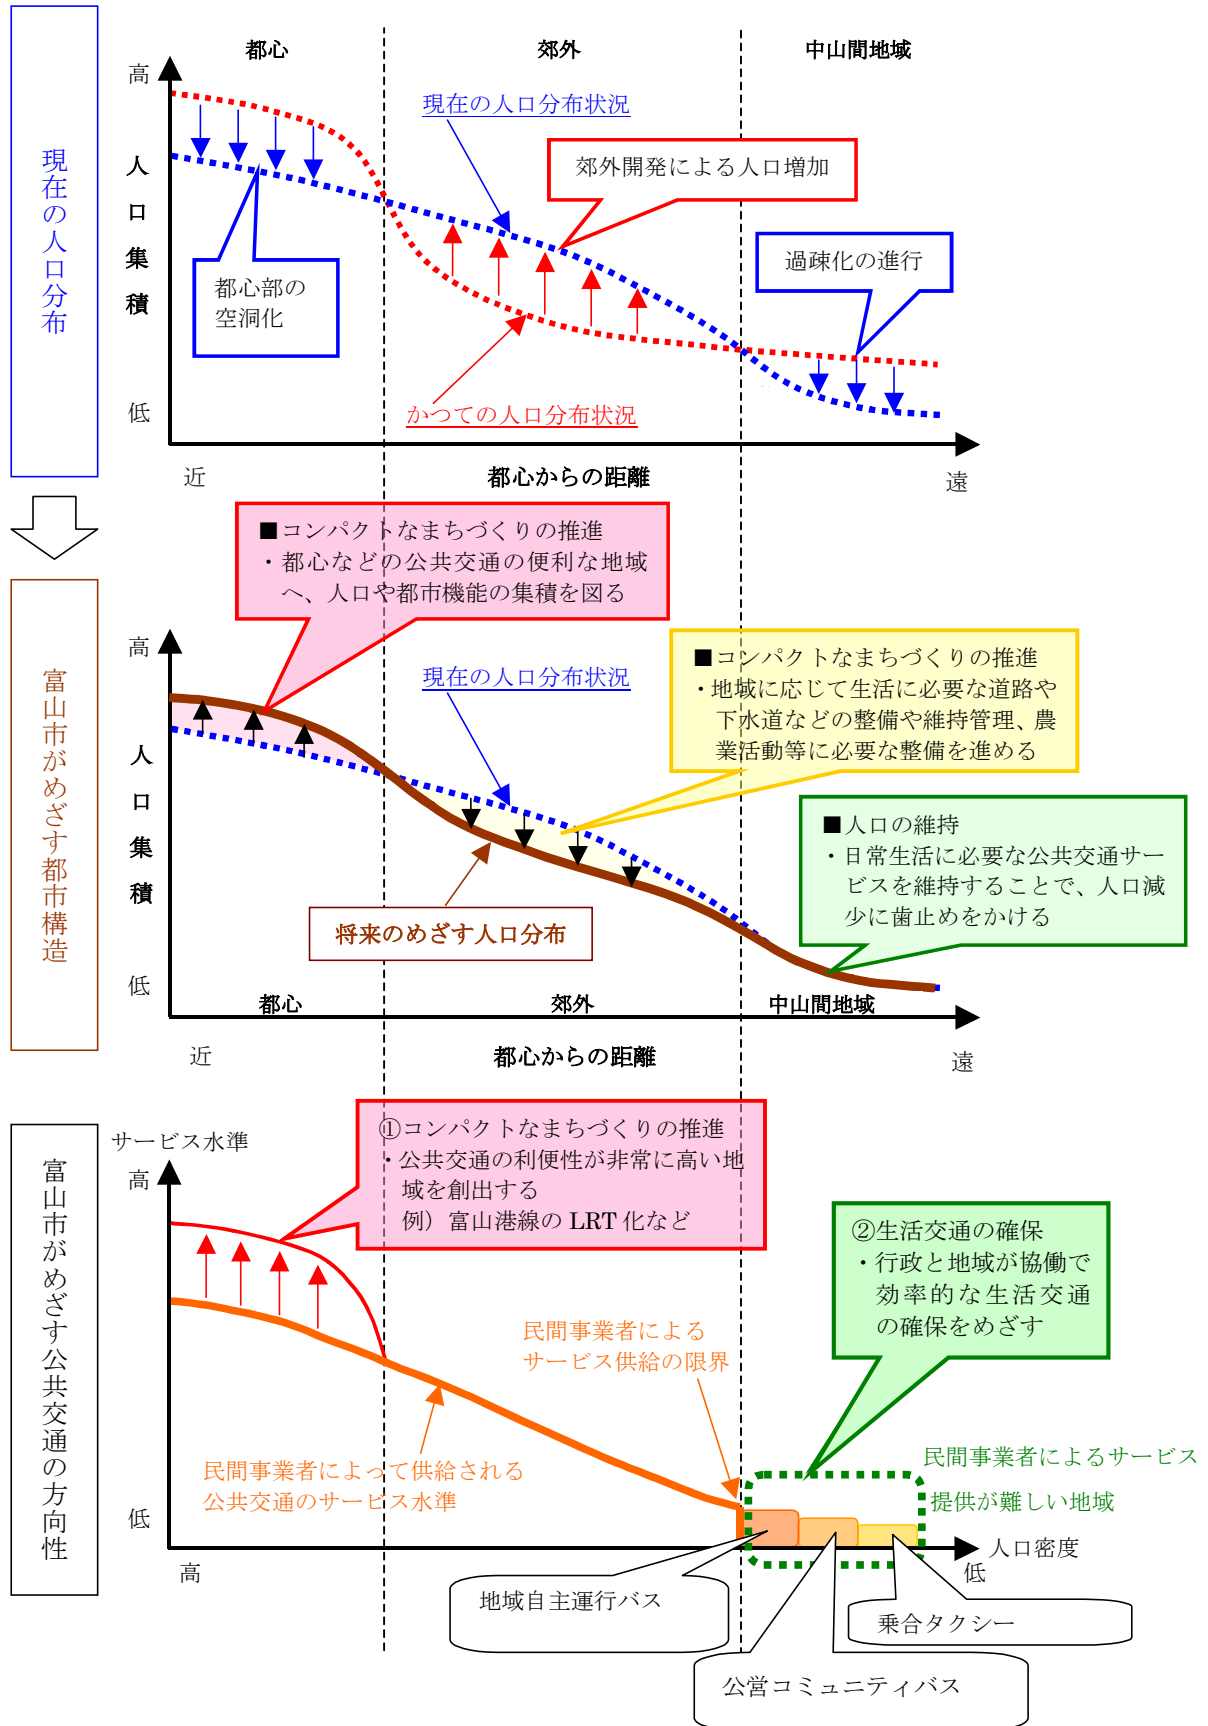 現在の人口分布
都心
郊外
中山間地域
高
人口集積
低
現在の人口分布状況
郊外開発による人口増加
過疎化の進行
都心部の
空洞化
かつての人口分布状況
近
都心からの距離
遠
富山市がめざす都市構造
■コンパクトなまちづくりの推進
・都心などの公共交通の便利な地域
へ、人口や都市機能の集積を図る
高
人口集積
低
現在の人口分布状況
■コンパクトなまちづくりの推進
・地域に応じて生活に必要な道路や
下水道などの整備や維持管理、農
業活動等に必要な整備を進める
■人口の維持
・日常生活に必要な公共交通サー
ビスを維持することで、人口減
少に歯止めをかける
将来のめざす人口分布
都心
郊外
中山間地域
近
都心からの距離
遠
富山市がめざす公共交通の方向性
サービス水準
高
①コンパクトなまちづくりの推進
・公共交通の利便性が非常に高い地
域を創出する
例）富山港線の LRT 化など
②生活交通の確保
・行政と地域が協働で
効率的な生活交通
の確保をめざす
民間事業者による
サービス供給の限界
民間事業者によって供給される
公共交通のサービス水準
民間事業者によるサービス
提供が難しい地域
低
高
人口密度
低
地域自主運行バス
乗合タクシー
公営コミュニティバス